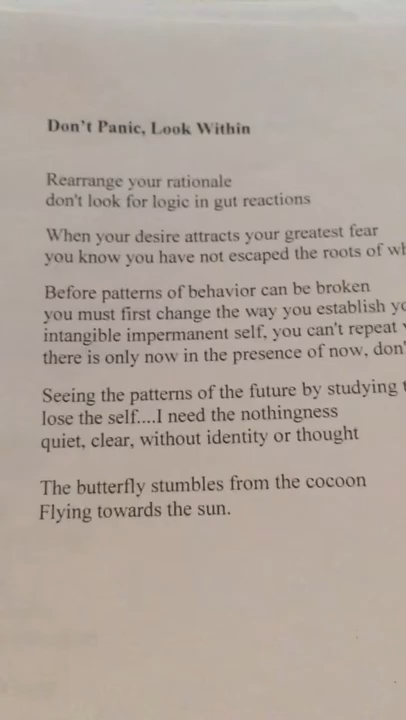 Don't Panic, Look Within
Rearrange your rationale
don't look for logic in gut reactions
When your desire attracts your greatest fear
you know you have not escaped the roots of
Before patterns of behavior can be broken
you must first change the way you establish
intangible impermanent self, you can't repeat
there is only now in the presence of now,
Seeing the patterns of the future by studying
lose the self....I need the nothingness
quiet, clear, without identity or thought
The butterfly stumbles from the cocoon
Flying towards the sun.